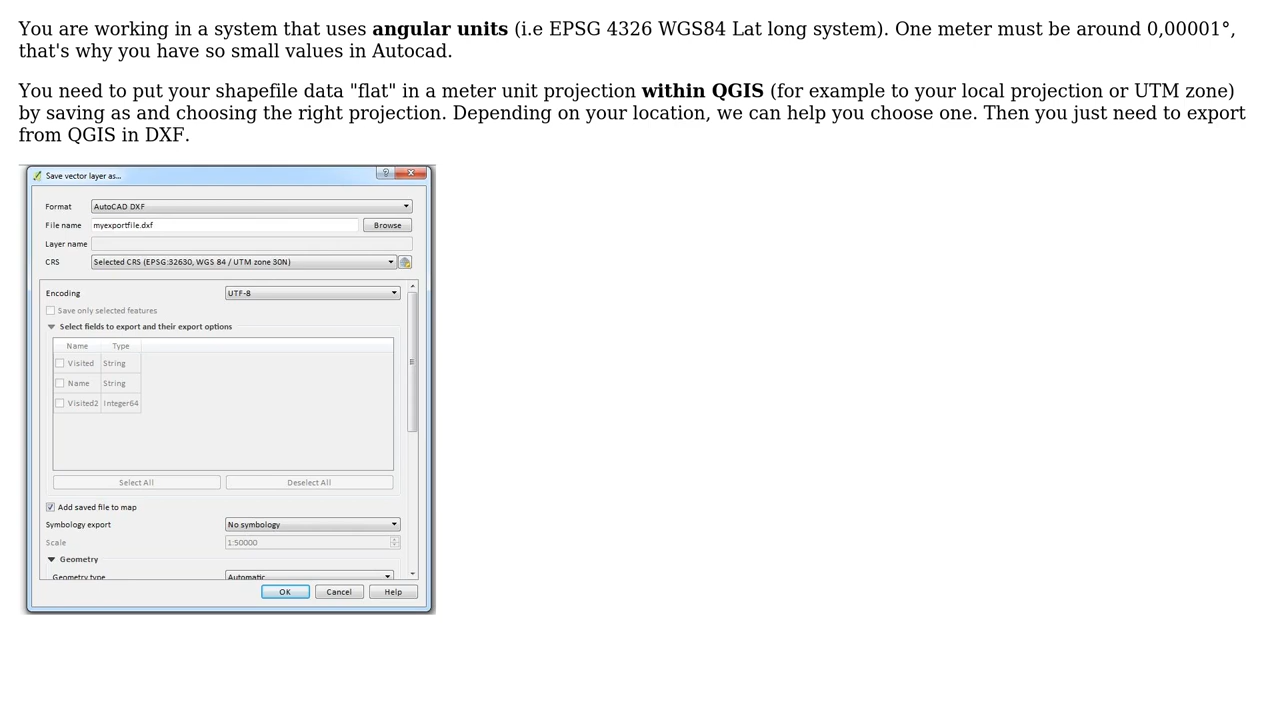 You are working in a system that uses angular units (i.e EPSG 4326 WGS84 Lat long system). One meter must be around 0,00001°,
that's why you have so small values in Autocad.
You need to put your shapefile data "flat" in a meter unit projection within QGIS (for example to your local projection or UTM zone)
by saving as and choosing the right projection. Depending on your location, we can help you choose one. Then you just need to export
from QGIS in DXF.
Save vector layer as...
Format AutoCAD DXF
File name myexportfile.dxf Browse
Layer name
CRS Selected CRS (EPSG:32630, WGS 84 / UTM zone 30N)
Encoding UTF-8
Save only selected features
Select fields to export and their export options
Name Type
Visited String
Name String
Visited2 Integer64
Select All Deselect All
Add saved file to map
Symbology export No symbology
Scale 1:50000
Geometry
Geometry type Automatic
OK Cancel Help